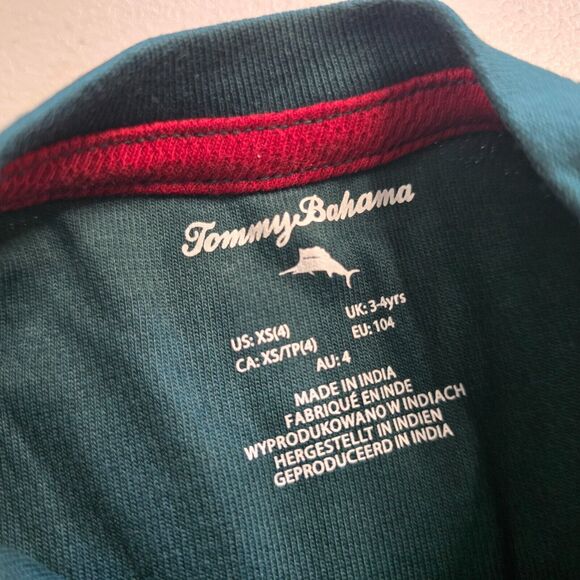 Tommy Bahama
US: XS(4) UK: 3-4yrs
CA: XS/TP(4) EU: 104
AU: 4
MADE IN INDIA
FABRIQUÉ EN INDE
WYPRODUKOWANO W INDIACH
HERGESTELLT IN INDIEN
GEPRODUCEERD IN INDIA